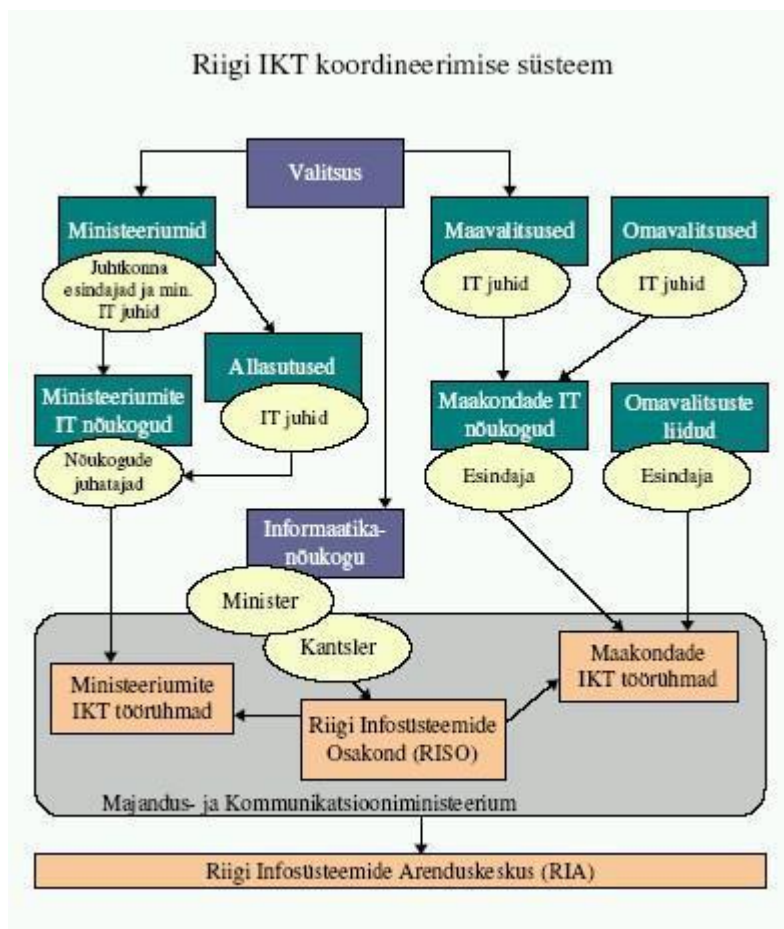 Riigi IKT koordineerimise süsteem
Valitsus
Ministeeriumid
Juhtkonna
esindajad ja min.
IT juhid
Maavalitsused
IT juhid
Omavalitsused
IT juhid
Allasutused
IT juhid
Ministeeriumite
IT nõukogud
Nõukogude
juhatajad
Maakondade IT
nõukogud
Esindaja
Omavalitsuste
liidud
Esindaja
Informaatika-
nõukogu
Minister
Kantsler
Ministeeriumite
IKT töörühmad
Riigi Infosüsteemide
Osakond (RISO)
Maakondade
IKT töörühmad
Majandus- ja Kommunikatsiooniministeerium
Riigi Infosüsteemide Arenduskeskus (RIA)